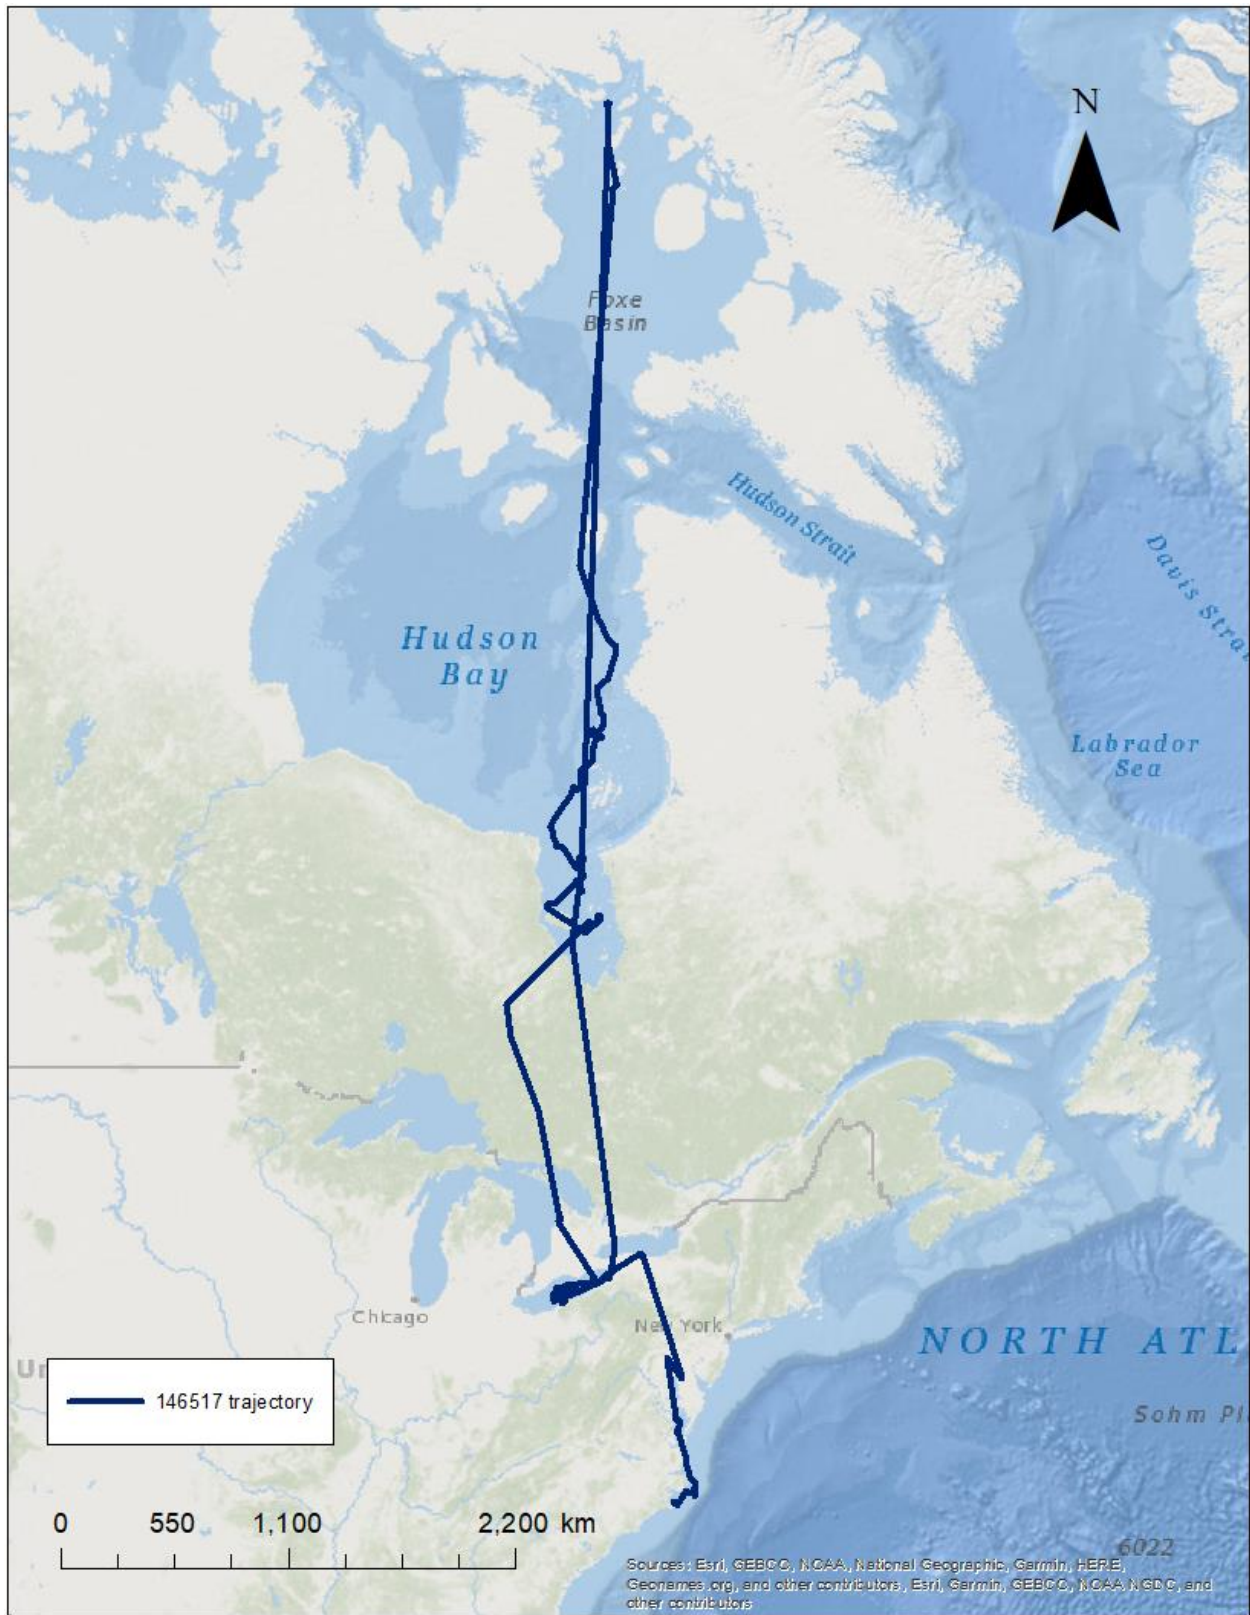 N
Foxe
Basin
Hudson Strait
Davis Strai
Hudson
Bay
Labrador
Sea
Chicago
New York
NORTH ATL
Un
146517 trajectory
Sohm Pl
0 550 1,100 2,200 km
6022
Sources: Esri, GEBCO, NOAA, National Geographic, Garmin, HERE,
Geonames.org, and other contributors, Esri, Garmin, GEBCO, NOAA NGDC, and
other contributors